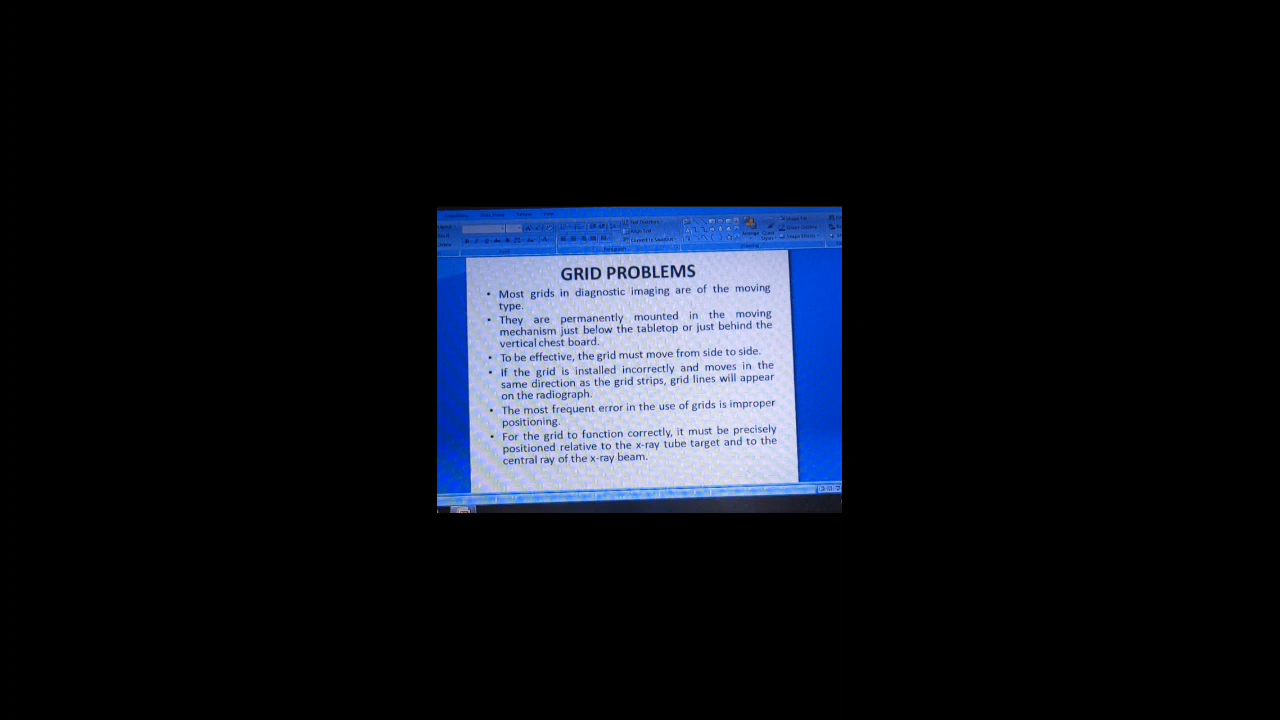 GRID PROBLEMS
• Most grids in diagnostic imaging are of the moving
type.
• They are permanently mounted in the moving
mechanism just below the tabletop or just behind the
vertical chest board.
• To be effective, the grid must move from side to side.
• If the grid is installed incorrectly and moves in the
same direction as the grid strips, grid lines will appear
on the radiograph.
• The most frequent error in the use of grids is improper
positioning.
• For the grid to function correctly, it must be precisely
positioned relative to the x-ray tube target and to the
central ray of the x-ray beam.